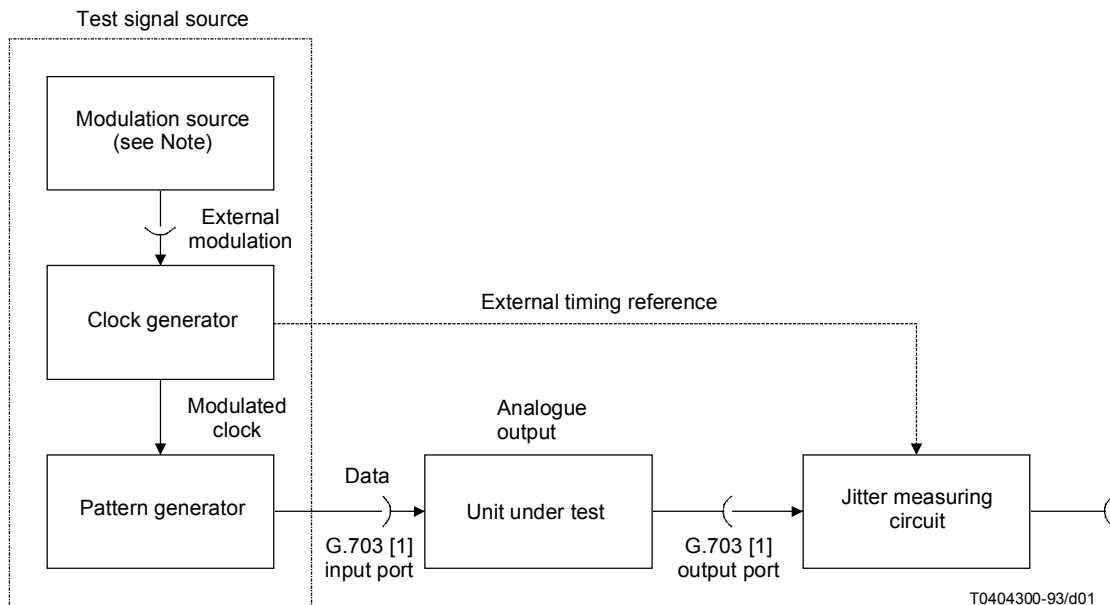 Test signal source
Modulation source
(see Note)
External
modulation
Clock generator
External timing reference
Modulated
clock
Analogue
output
Pattern generator
Data
G.703 [1]
input port
Unit under test
G.703 [1]
output port
Jitter measuring
circuit
T0404300-93/d01